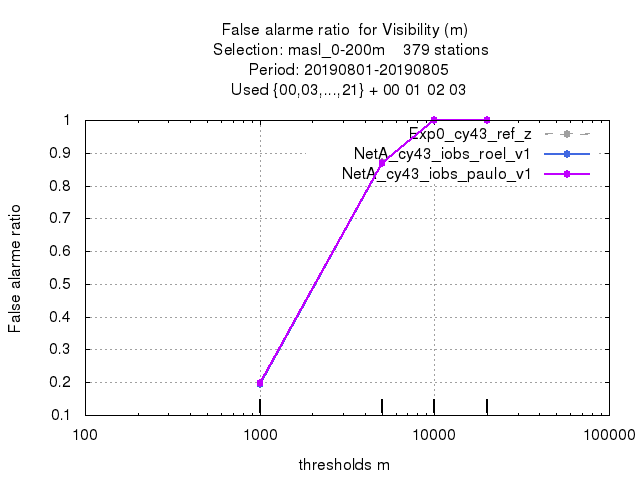 False alarme ratio  for Visibility (m)
Selection: masl_0-200m    379 stations
Period: 20190801-20190805
Used {00,03,...,21} + 00 01 02 03
Exp0_cy43_ref_z
NetA_cy43_iobs_roel_v1
NetA_cy43_iobs_paulo_v1
False alarme ratio
1
0.9
0.8
0.7
0.6
0.5
0.4
0.3
0.2
0.1
100 1000 10000 100000
thresholds m